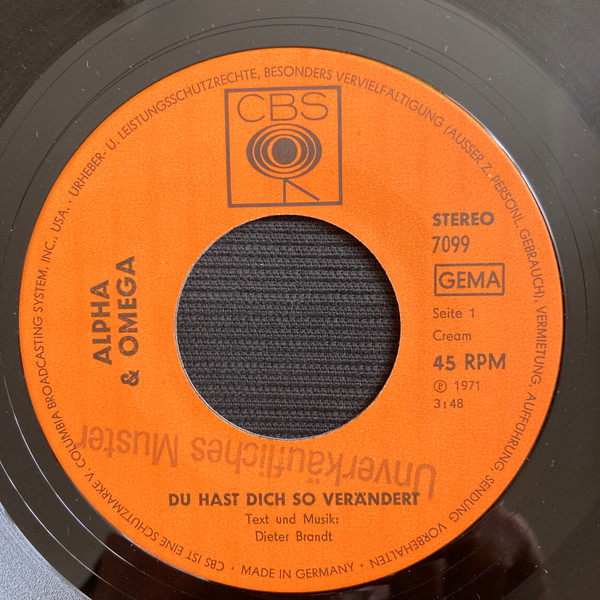 URHEBER- U. LEISTUNGSSCHUTZRECHTE, BESONDERS VERVIELFÄLTIGUNG (AUSSER Z. PERSÖNL. GEBRAUCH), VERMIETUNG, AUFFÜHRUNG, SENDUNG VORBEHALTEN
CBS
STEREO
7099
GEMA
Seite 1
Cream
45 RPM
Ⓟ 1971
3:48
ALPHA
& OMEGA
Unverkäufliches Muster
DU HAST DICH SO VERÄNDERT
Text und Musik:
Dieter Brandt
CBS IST EINE SCHUTZMARKE V. COLUMBIA BROADCASTING SYSTEM, INC., USA. ·
· MADE IN GERMANY ·